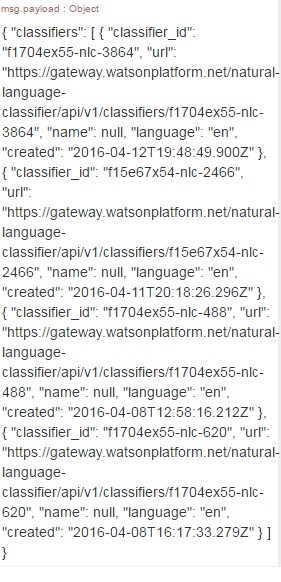 msg.payload : Object
{ "classifiers": [ { "classifier_id":
"f1704ex55-nlc-3864", "url":
"https://gateway.watsonplatform.net/natural-
language-
classifier/api/v1/classifiers/f1704ex55-nlc-
3864", "name": null, "language": "en",
"created": "2016-04-12T19:48:49.900Z" },
{ "classifier_id": "f15e67x54-nlc-2466",
"url":
"https://gateway.watsonplatform.net/natural-
language-
classifier/api/v1/classifiers/f15e67x54-nlc-
2466", "name": null, "language": "en",
"created": "2016-04-11T20:18:26.296Z" },
{ "classifier_id": "f1704ex55-nlc-488", "url":
"https://gateway.watsonplatform.net/natural-
language-
classifier/api/v1/classifiers/f1704ex55-nlc-
488", "name": null, "language": "en",
"created": "2016-04-08T12:58:16.212Z" },
{ "classifier_id": "f1704ex55-nlc-620", "url":
"https://gateway.watsonplatform.net/natural-
language-
classifier/api/v1/classifiers/f1704ex55-nlc-
620", "name": null, "language": "en",
"created": "2016-04-08T16:17:33.279Z" } ]
}